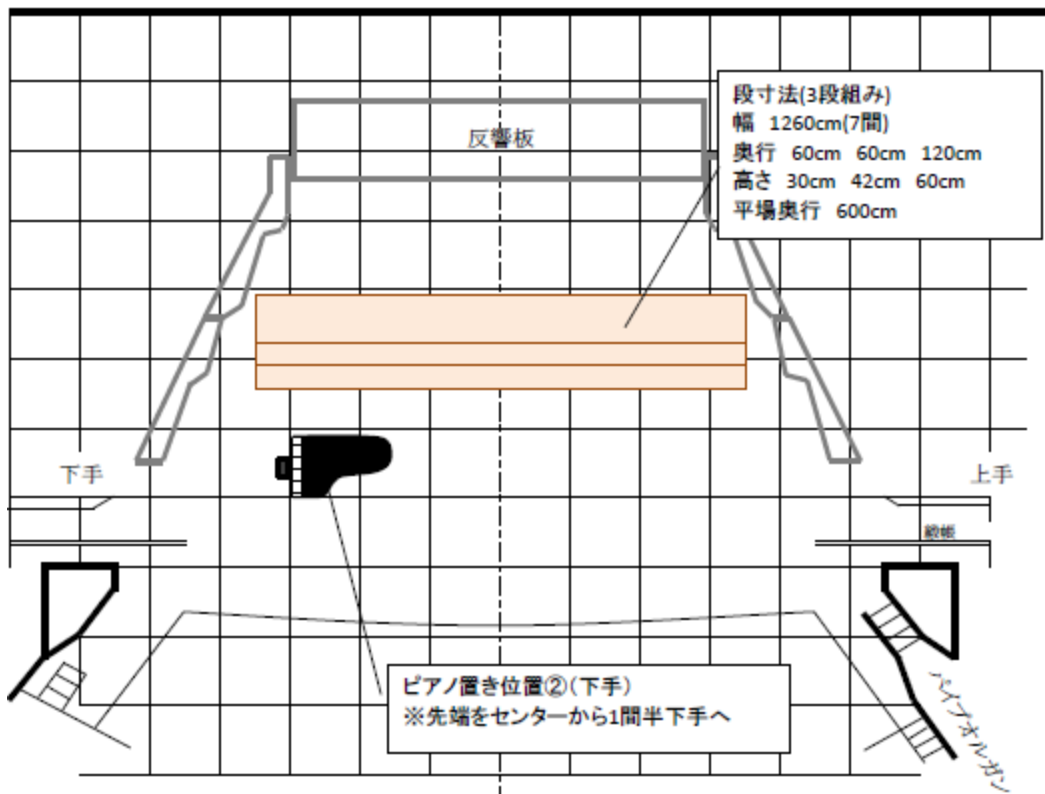 段寸法(3段組み)
幅 1260cm(7間)
奥行 60cm 60cm 120cm
高さ 30cm 42cm 60cm
平場奥行 600cm
反響板
下手
上手
緞帳
ピアノ置き位置②(下手)
※先端をセンターから1間半下手へ
パイプオルガン